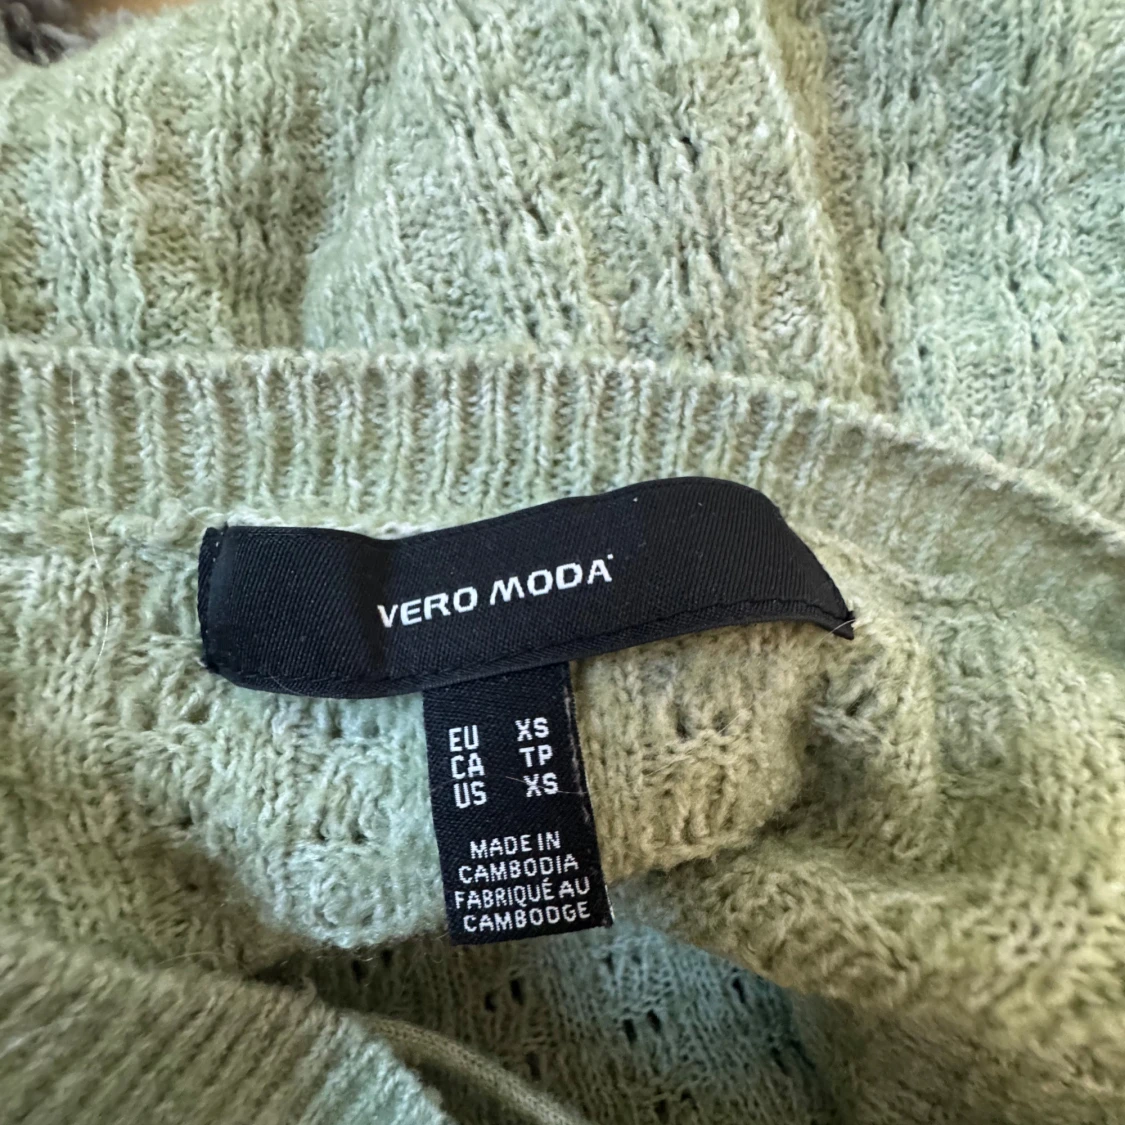 VERO MODA
EU XS
CA TP
US XS
MADE IN
CAMBODIA
FABRIQUÉ AU
CAMBODGE